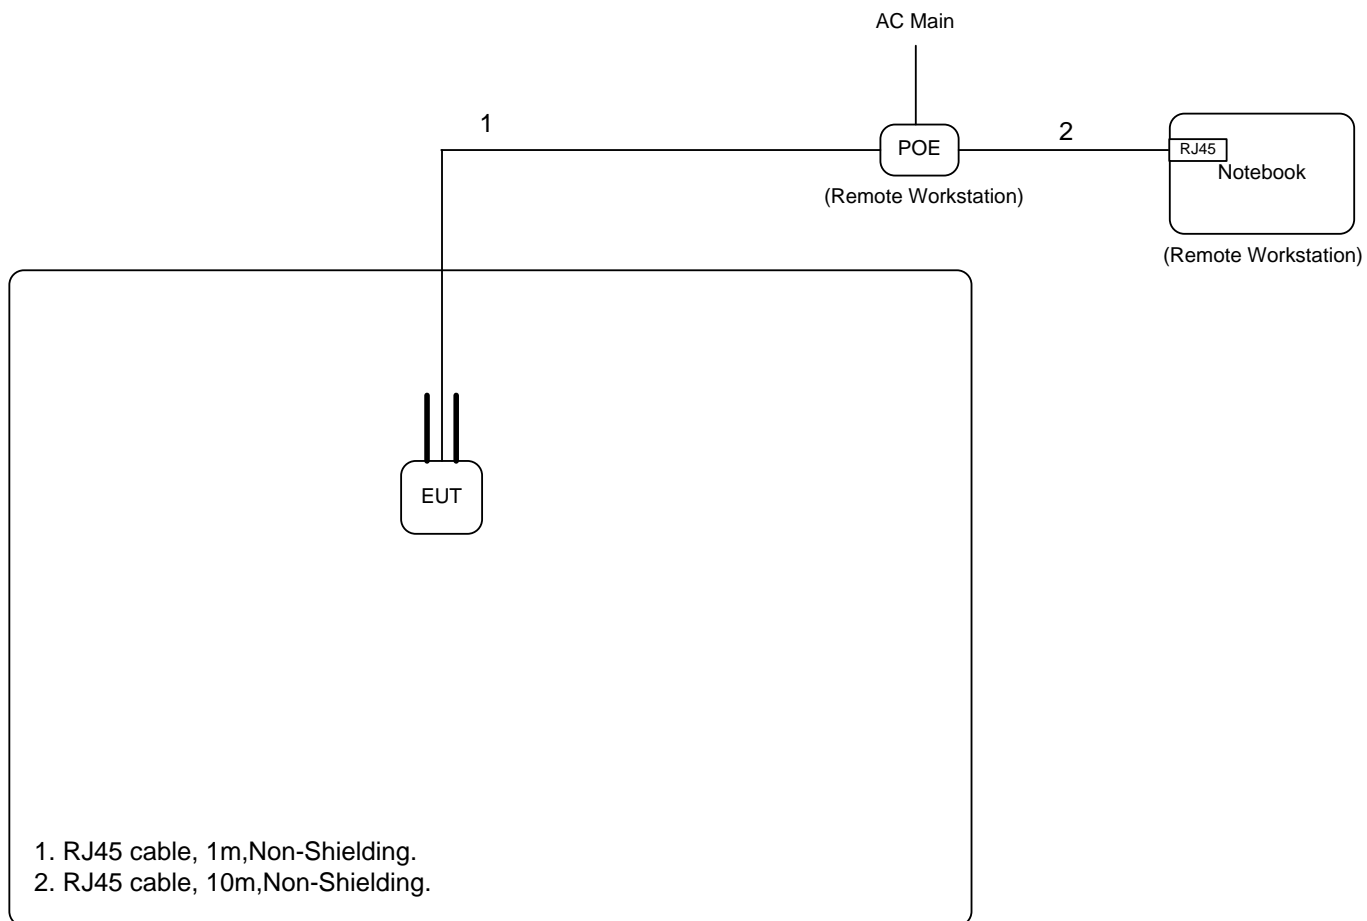 AC Main
1
POE
2
RJ45
Notebook
(Remote Workstation)
(Remote Workstation)
EUT
1. RJ45 cable, 1m,Non-Shielding.
2. RJ45 cable, 10m,Non-Shielding.